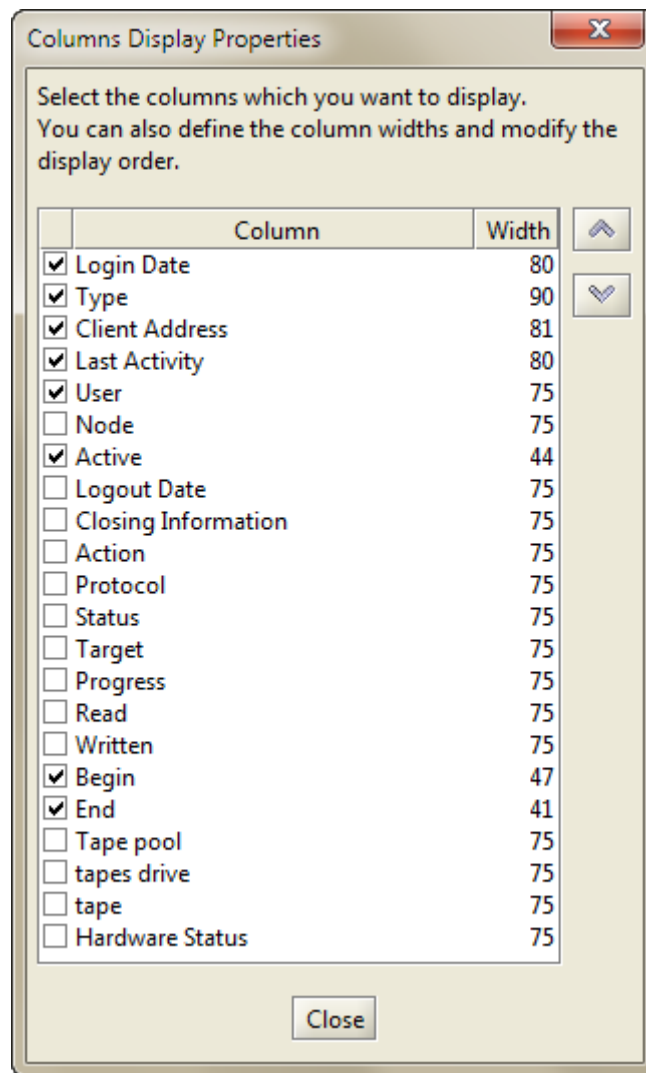 Columns Display Properties
Select the columns which you want to display.
You can also define the column widths and modify the
display order.
Column Width
Login Date 80
Type 90
Client Address 81
Last Activity 80
User 75
Node 75
Active 44
Logout Date 75
Closing Information 75
Action 75
Protocol 75
Status 75
Target 75
Progress 75
Read 75
Written 75
Begin 47
End 41
Tape pool 75
tapes drive 75
tape 75
Hardware Status 75
Close